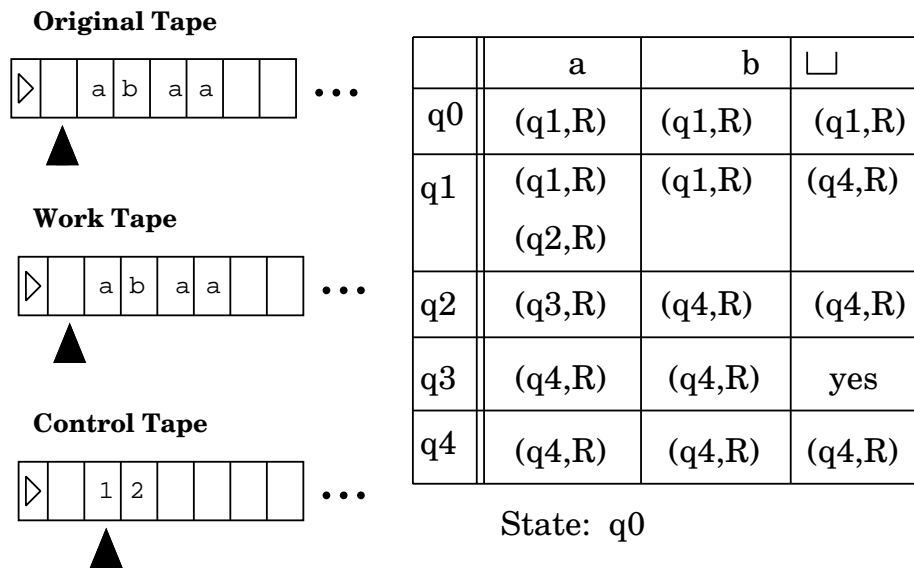 Original Tape
a b a a ...
Work Tape
a b a a ...
Control Tape
1 2 ...
a b ⊔
q0 (q1,R) (q1,R) (q1,R)
q1 (q1,R) (q1,R) (q4,R)
(q2,R)
q2 (q3,R) (q4,R) (q4,R)
q3 (q4,R) (q4,R) yes
q4 (q4,R) (q4,R) (q4,R)
State: q0